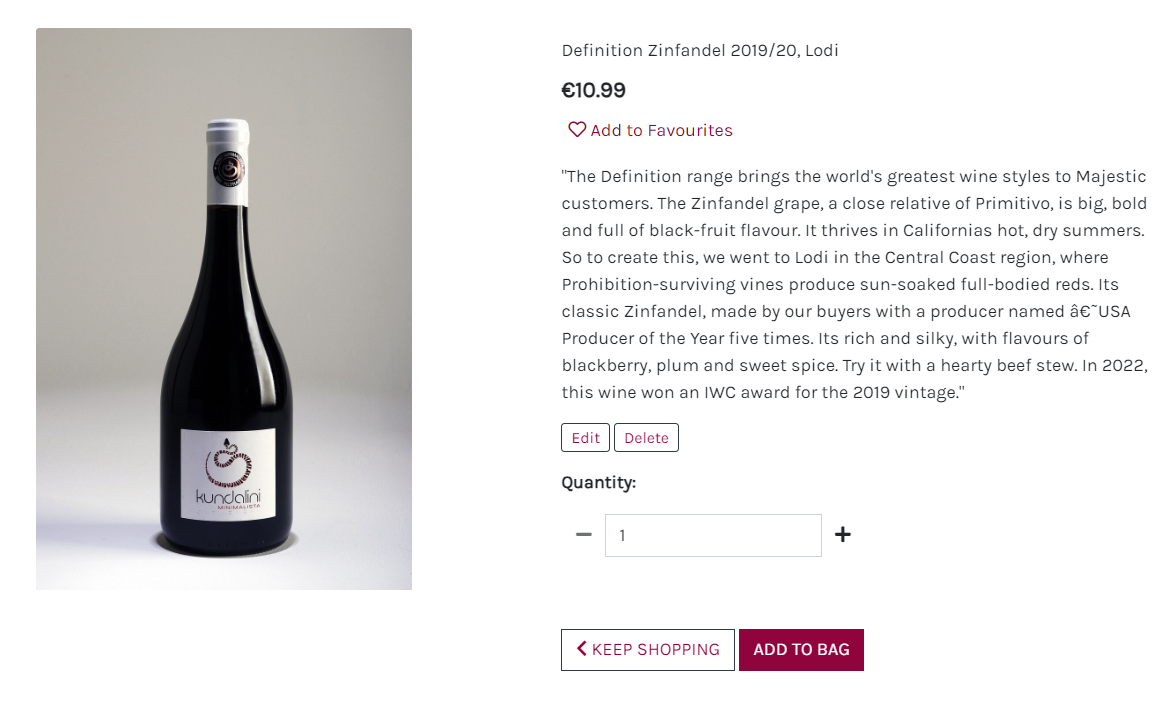 Definition Zinfandel 2019/20, Lodi
€10.99
Add to Favourites
"The Definition range brings the world's greatest wine styles to Majestic
customers. The Zinfandel grape, a close relative of Primitivo, is big, bold
and full of black-fruit flavour. It thrives in Californias hot, dry summers.
So to create this, we went to Lodi in the Central Coast region, where
Prohibition-surviving vines produce sun-soaked full-bodied reds. Its
classic Zinfandel, made by our buyers with a producer named â€˜USA
Producer of the Year five times. Its rich and silky, with flavours of
blackberry, plum and sweet spice. Try it with a hearty beef stew. In 2022,
this wine won an IWC award for the 2019 vintage."
Edit Delete
Quantity:
1
KEEP SHOPPING ADD TO BAG
kundalini
MINIMALISTA